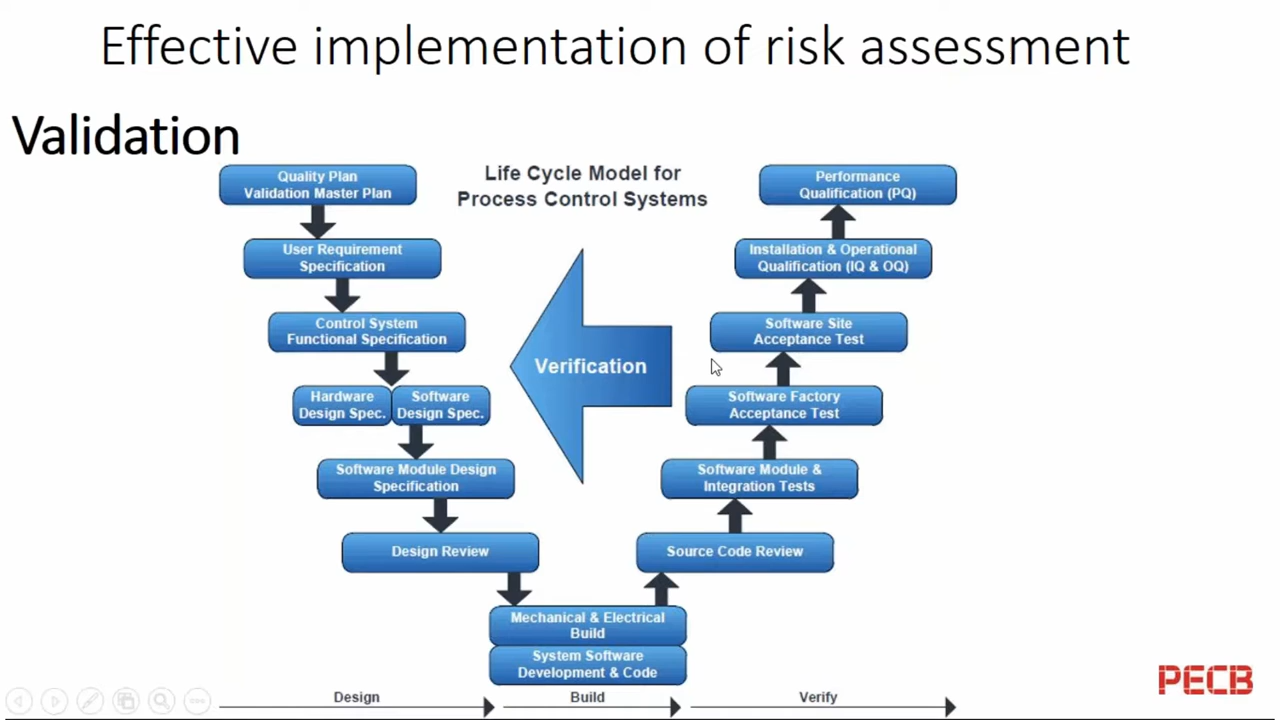 Effective implementation of risk assessment
Validation
Life Cycle Model for
Process Control Systems
Quality Plan
Validation Master Plan
User Requirement
Specification
Control System
Functional Specification
Hardware
Design Spec.
Software
Design Spec.
Software Module Design
Specification
Design Review
Mechanical & Electrical
Build
System Software
Development & Code
Verification
Performance
Qualification (PQ)
Installation & Operational
Qualification (IQ & OQ)
Software Site
Acceptance Test
Software Factory
Acceptance Test
Software Module &
Integration Tests
Source Code Review
Design
Build
Verify
PECB